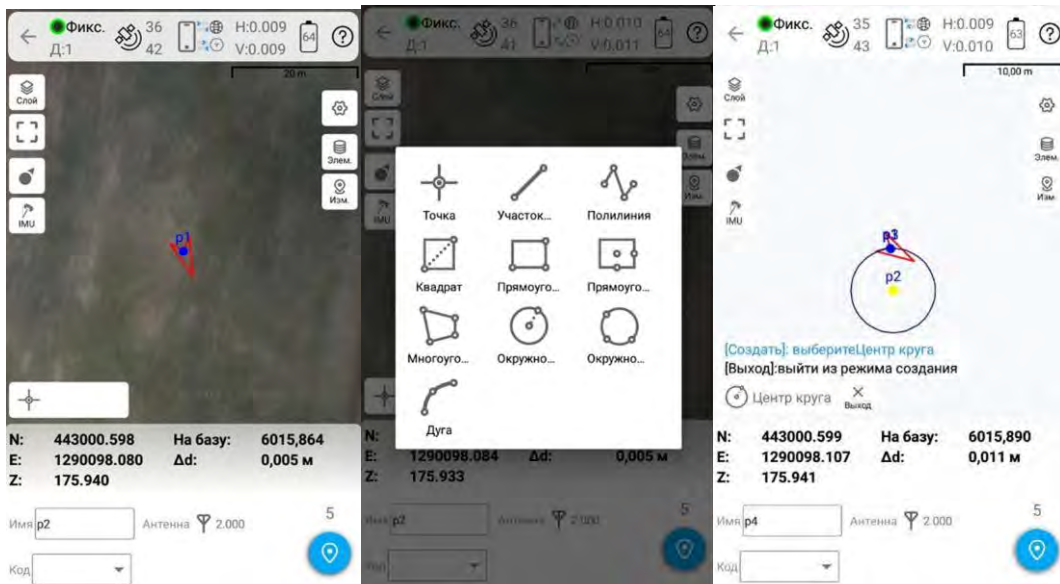 Фикс.
Д:1
36
42
H:0.009
V:0.009
64
?
20 m
Слой
Элем.
Изм.
IMU
p1
N: 443000.598 На базу: 6015,864
E: 1290098.080 Δd: 0,005 м
Z: 175.940
Имя p2 Антенна 2.000
5
Код
Фикс.
Д:1
36
41
H:0.010
V:0.011
64
?
Слой
Элем.
Изм.
IMU
Точка Участок... Полилиния
Квадрат Прямоуго... Прямоуго...
Многоуго... Окружно... Окружно...
Дуга
N:
E: 1290098.084 Δd: 0,005 м
Z: 175.933
Имя p2 Антенна 2.000
5
Код
Фикс.
Д:1
35
43
H:0.009
V:0.010
63
?
10,00 m
Слой
Элем.
Изм.
IMU
p3
p2
[Создать]: выберитеЦентр круга
[Выход]:выйти из режима создания
Центр круга Выход
N: 443000.599 На базу: 6015,890
E: 1290098.107 Δd: 0,011 м
Z: 175.941
Имя p4 Антенна 2.000
5
Код